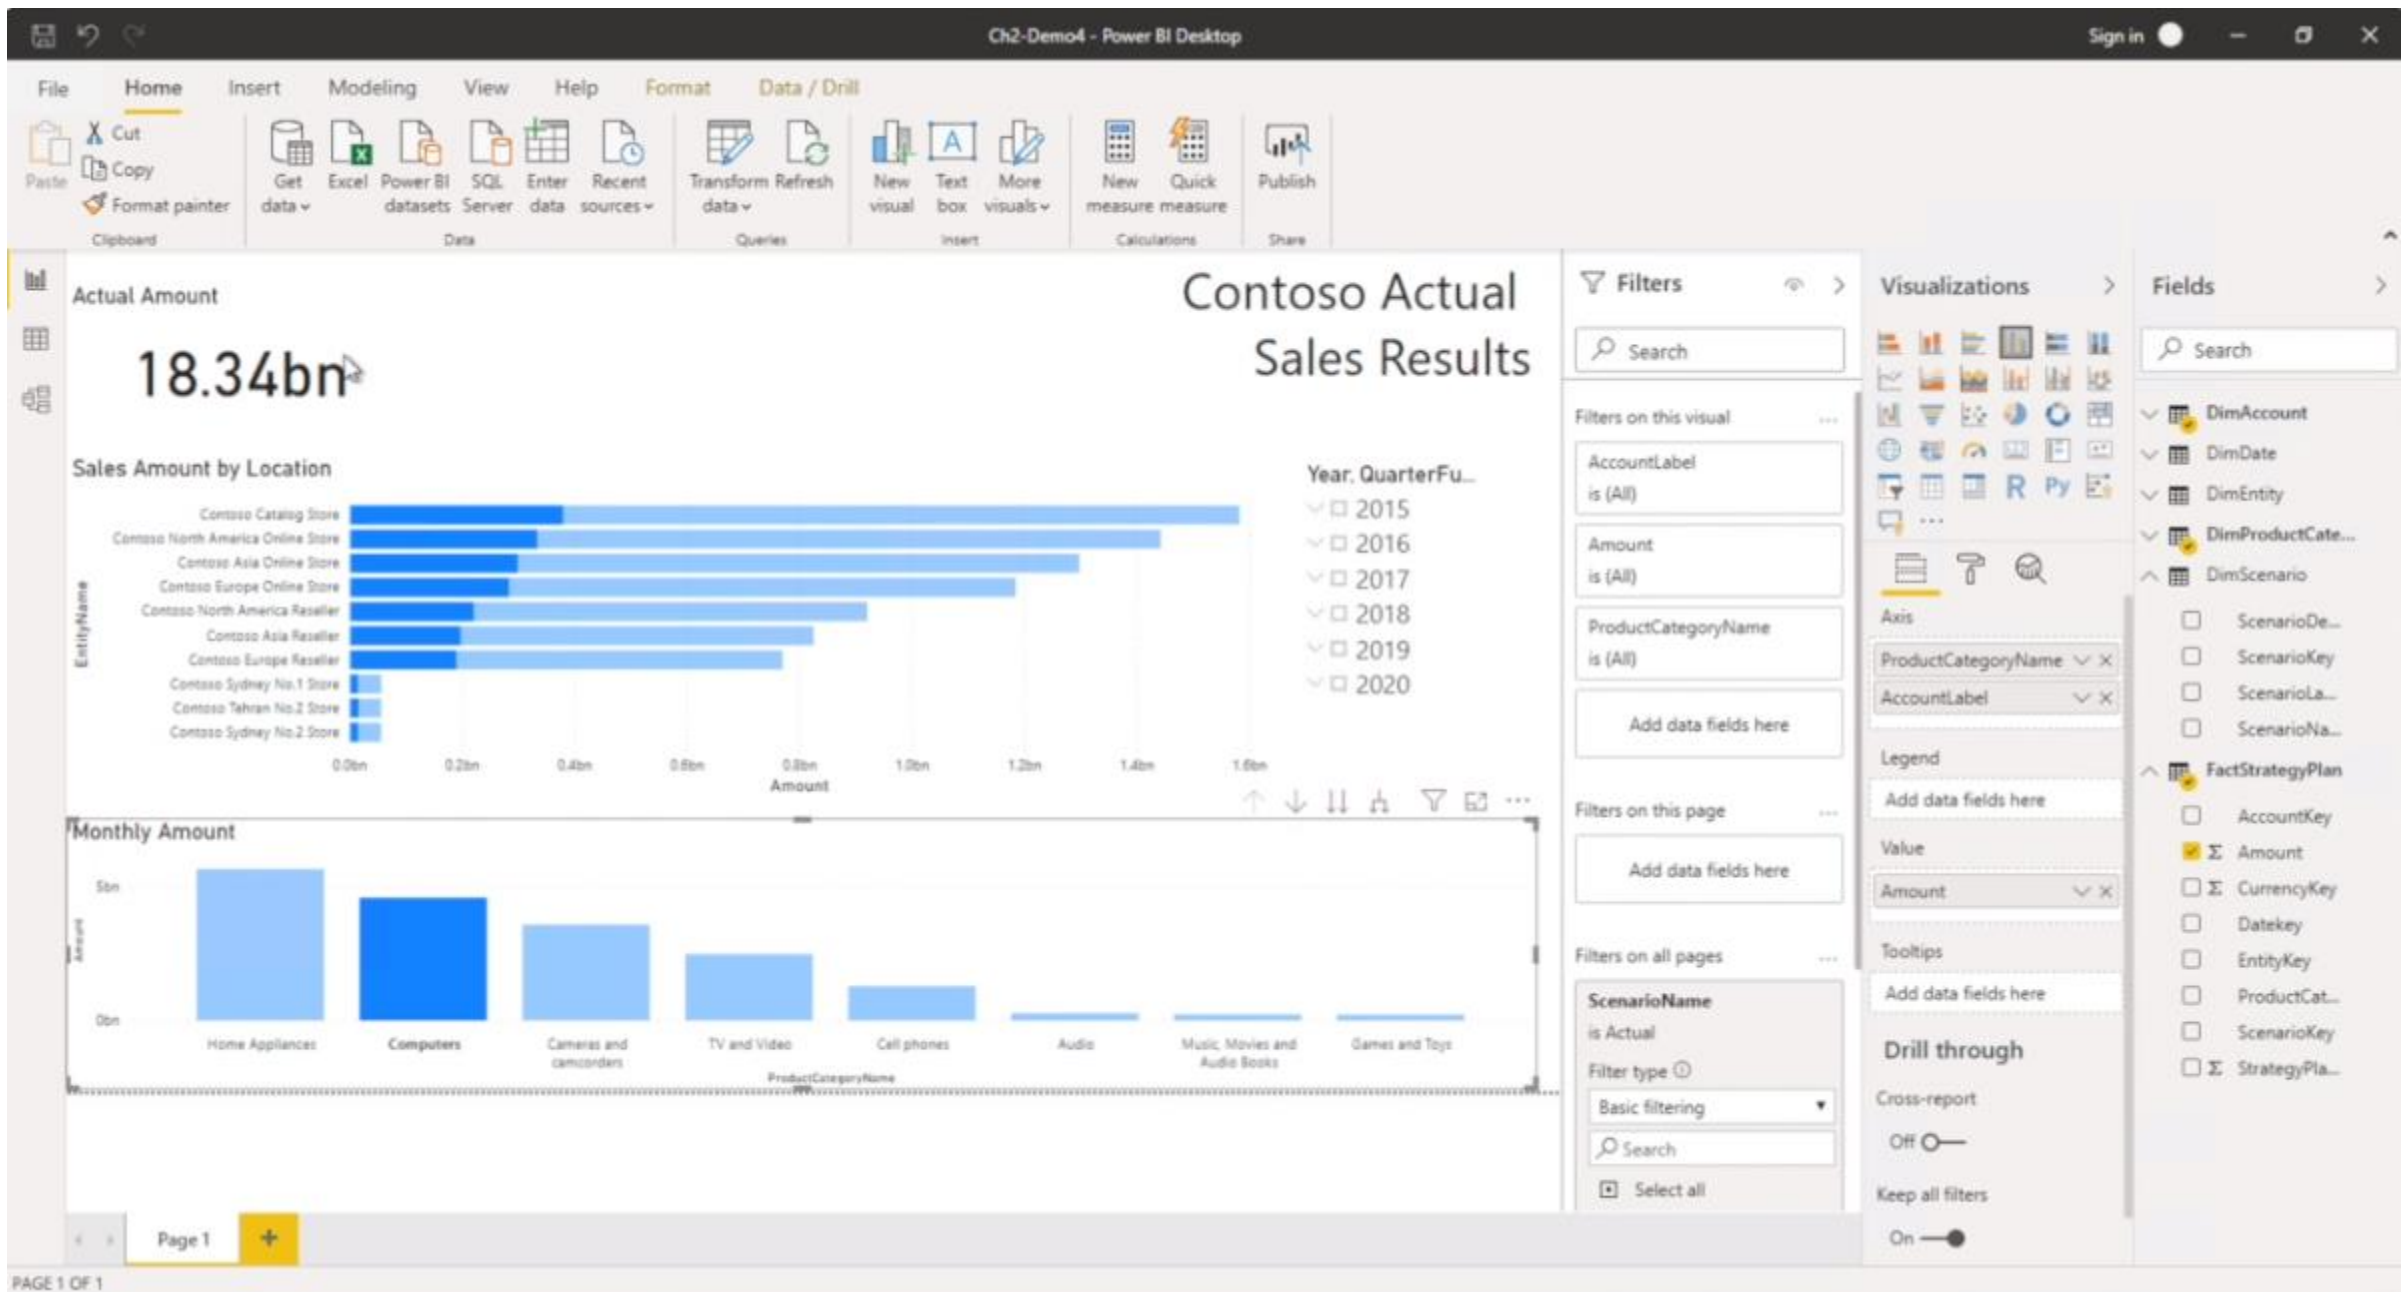 Ch2-Demo4 - Power BI Desktop
Sign in
File Home Insert Modeling View Help Format Data / Drill
Paste
Cut
Copy
Format painter
Clipboard
Get data
Excel
Power BI datasets
SQL Server
Enter data
Recent sources
Data
Transform data
Refresh
Queries
New visual
Text box
More visuals
Insert
New measure
Quick measure
Calculations
Publish
Share
Actual Amount
18.34bn
Contoso Actual
Sales Results
Sales Amount by Location
EntityName
Contoso Catalog Store
Contoso North America Online Store
Contoso Asia Online Store
Contoso Europe Online Store
Contoso North America Reseller
Contoso Asia Reseller
Contoso Europe Reseller
Contoso Sydney No.1 Store
Contoso Tehran No.2 Store
Contoso Sydney No.2 Store
0.0bn 0.2bn 0.4bn 0.6bn 0.8bn 1.0bn 1.2bn 1.4bn 1.6bn
Amount
Year, QuarterFu...
2015
2016
2017
2018
2019
2020
Monthly Amount
Amount
5bn
0bn
Home Appliances
Computers
Cameras and
camcorders
TV and Video
Cell phones
Audio
Music, Movies and
Audio Books
Games and Toys
ProductCategoryName
Page 1
+
PAGE 1 OF 1
Filters
Search
Filters on this visual ...
AccountLabel
is (All)
Amount
is (All)
ProductCategoryName
is (All)
Add data fields here
Filters on this page ...
Add data fields here
Filters on all pages ...
ScenarioName
is Actual
Filter type
Basic filtering
Search
Select all
Visualizations
R Py
...
Axis
ProductCategoryName
AccountLabel
Legend
Add data fields here
Value
Amount
Tooltips
Add data fields here
Drill through
Cross-report
Off
Keep all filters
On
Fields
Search
DimAccount
DimDate
DimEntity
DimProductCate...
DimScenario
ScenarioDe...
ScenarioKey
ScenarioLa...
ScenarioNa...
FactStrategyPlan
AccountKey
Σ Amount
Σ CurrencyKey
Datekey
EntityKey
ProductCat...
ScenarioKey
Σ StrategyPla...